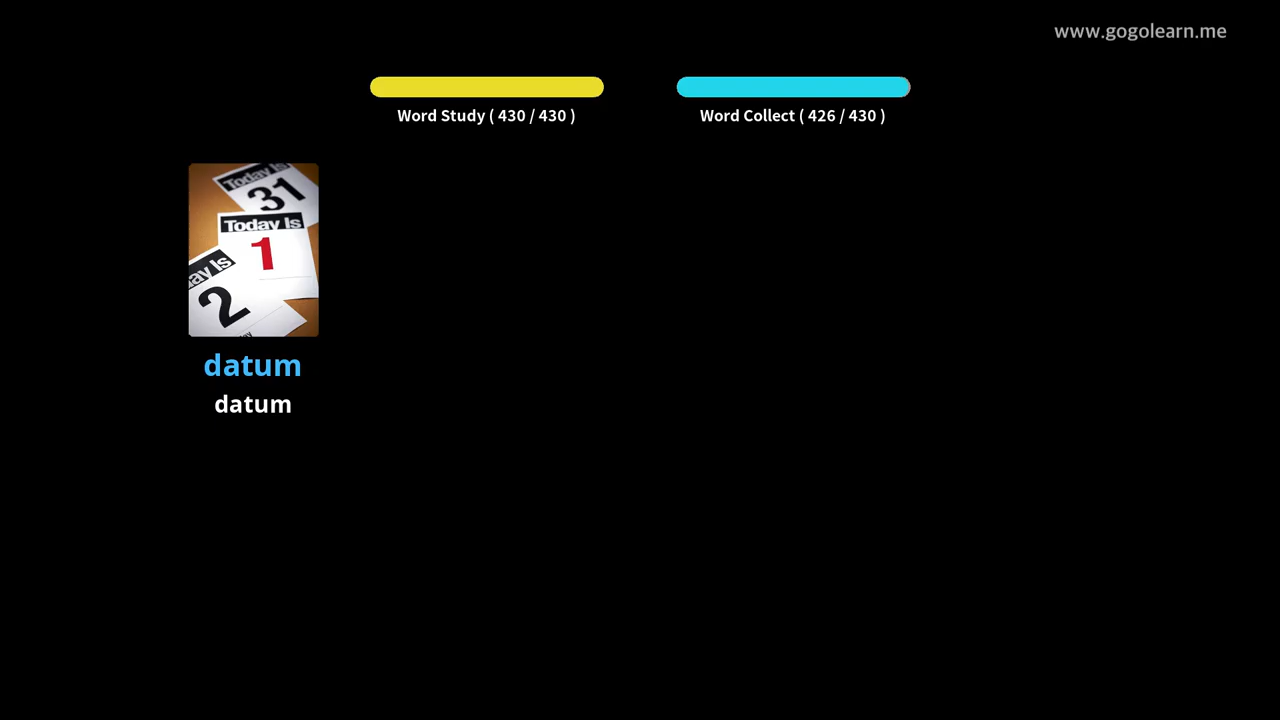 www.gogolearn.me
Word Study ( 430 / 430 )
Word Collect ( 426 / 430 )
Today Is
31
Today Is
1
ay Is
2
datum
datum